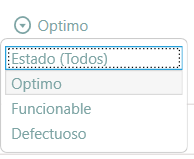 Optimo
Estado (Todos)
Optimo
Funcionable
Defectuoso